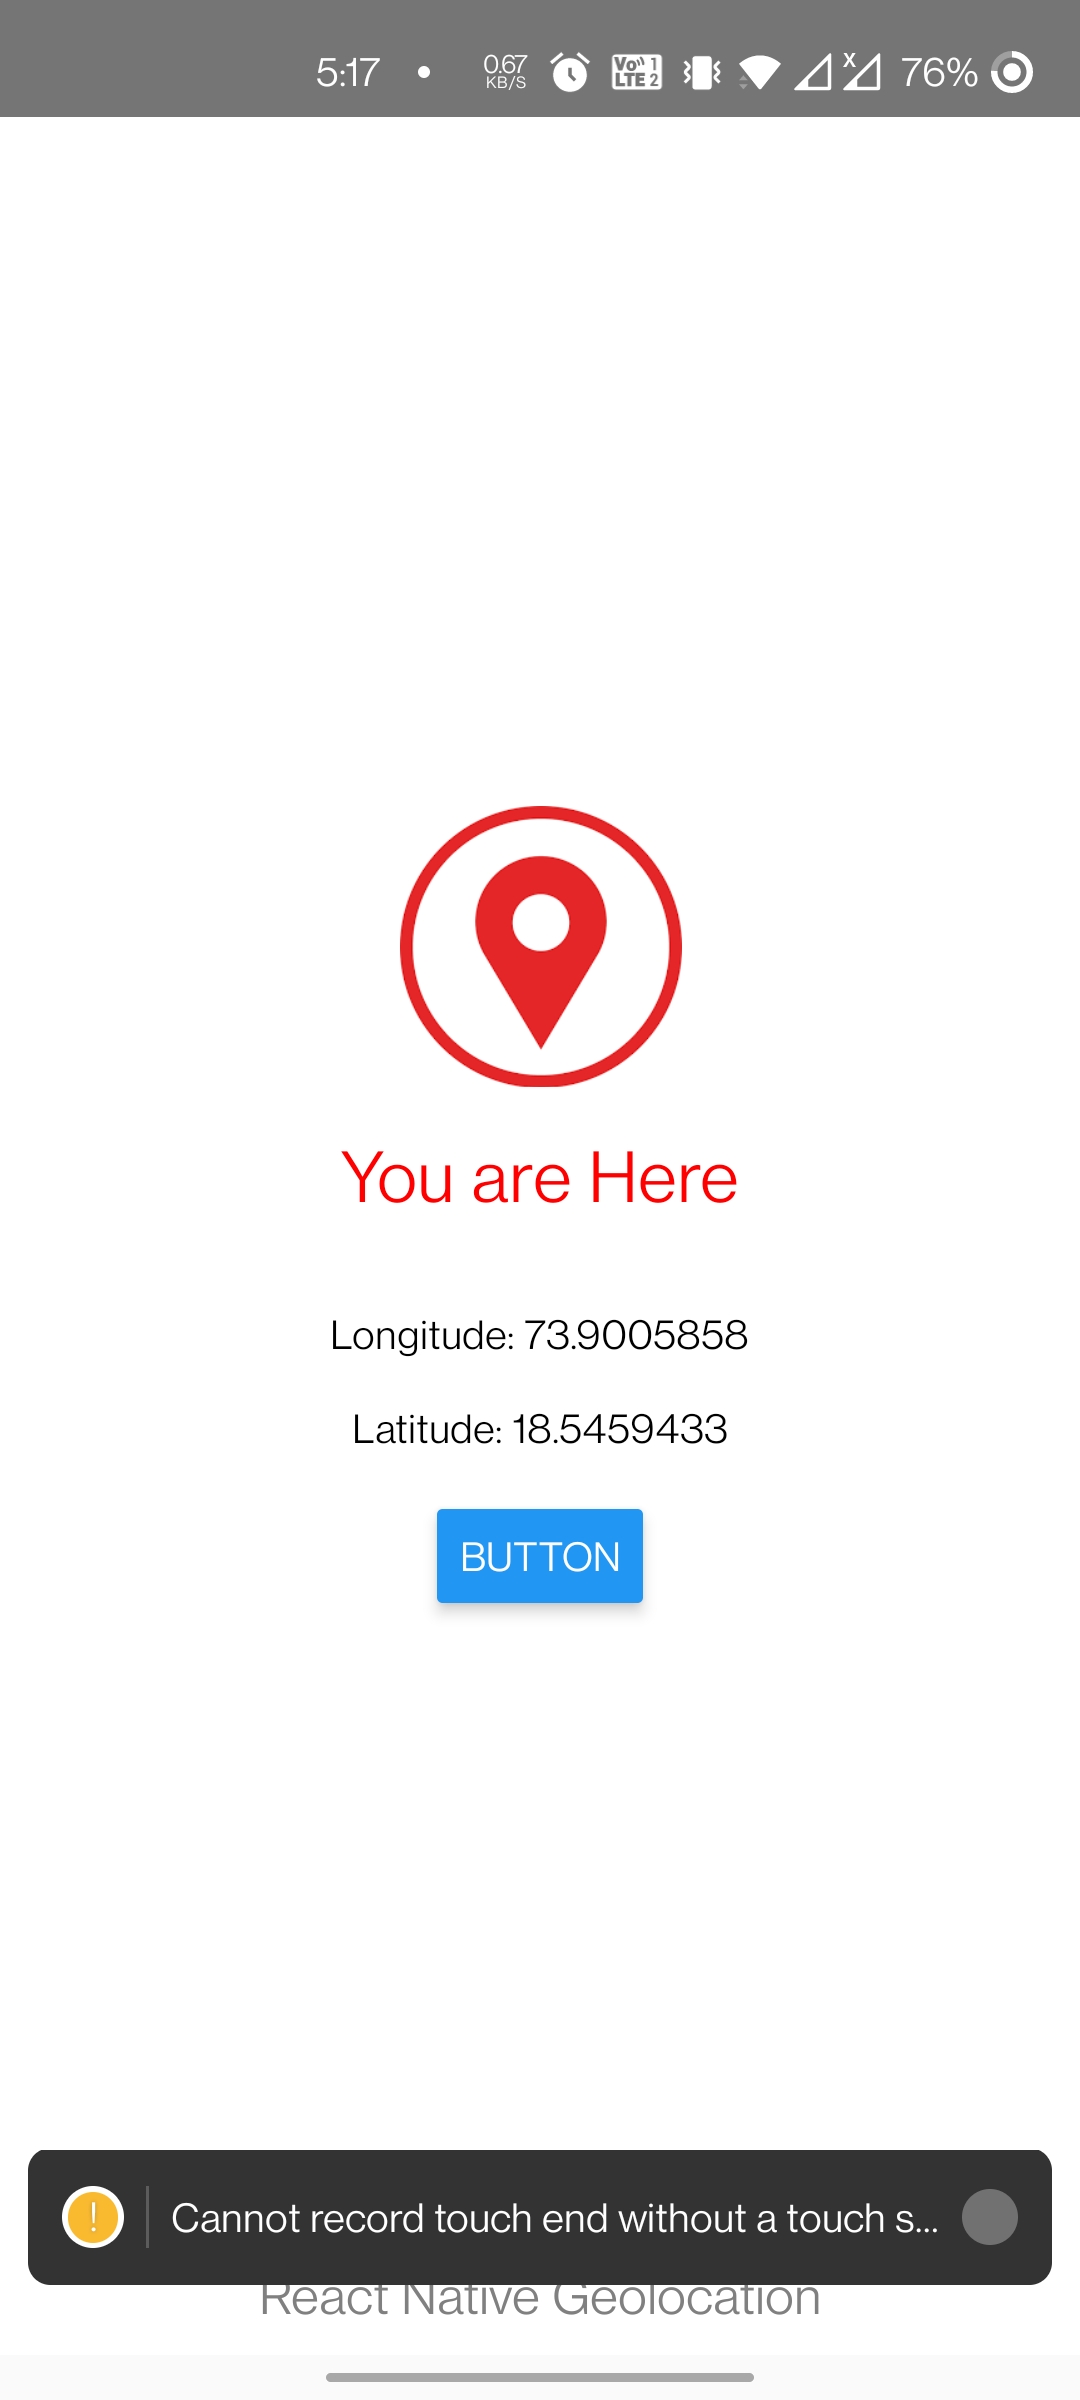 5:17 • 0.67 KB/S Vo)) LTE 1 2 X 76%
You are Here
Longitude: 73.9005858
Latitude: 18.5459433
BUTTON
! Cannot record touch end without a touch s...
React Native Geolocation